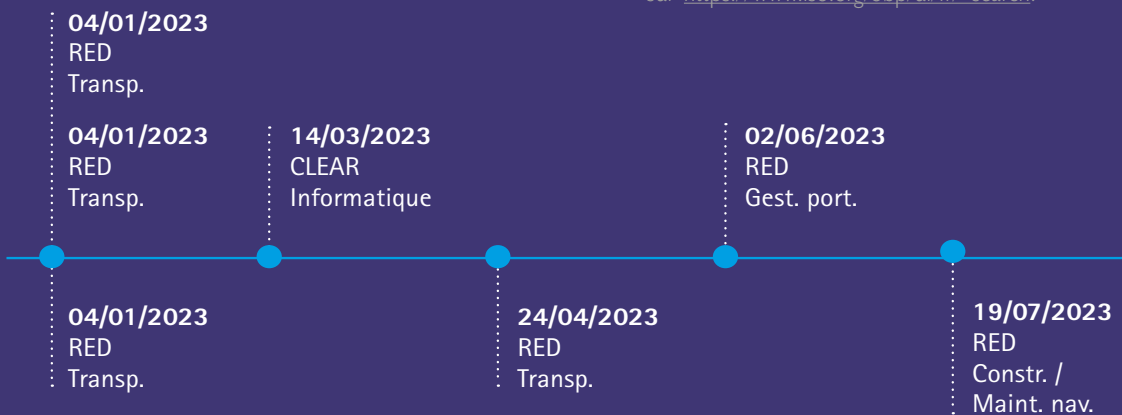 04/01/2023
RED
Transp.
04/01/2023
RED
Transp.
14/03/2023
CLEAR
Informatique
02/06/2023
RED
Gest. port.
04/01/2023
RED
Transp.
24/04/2023
RED
Transp.
19/07/2023
RED
Constr. /
Maint. nav.